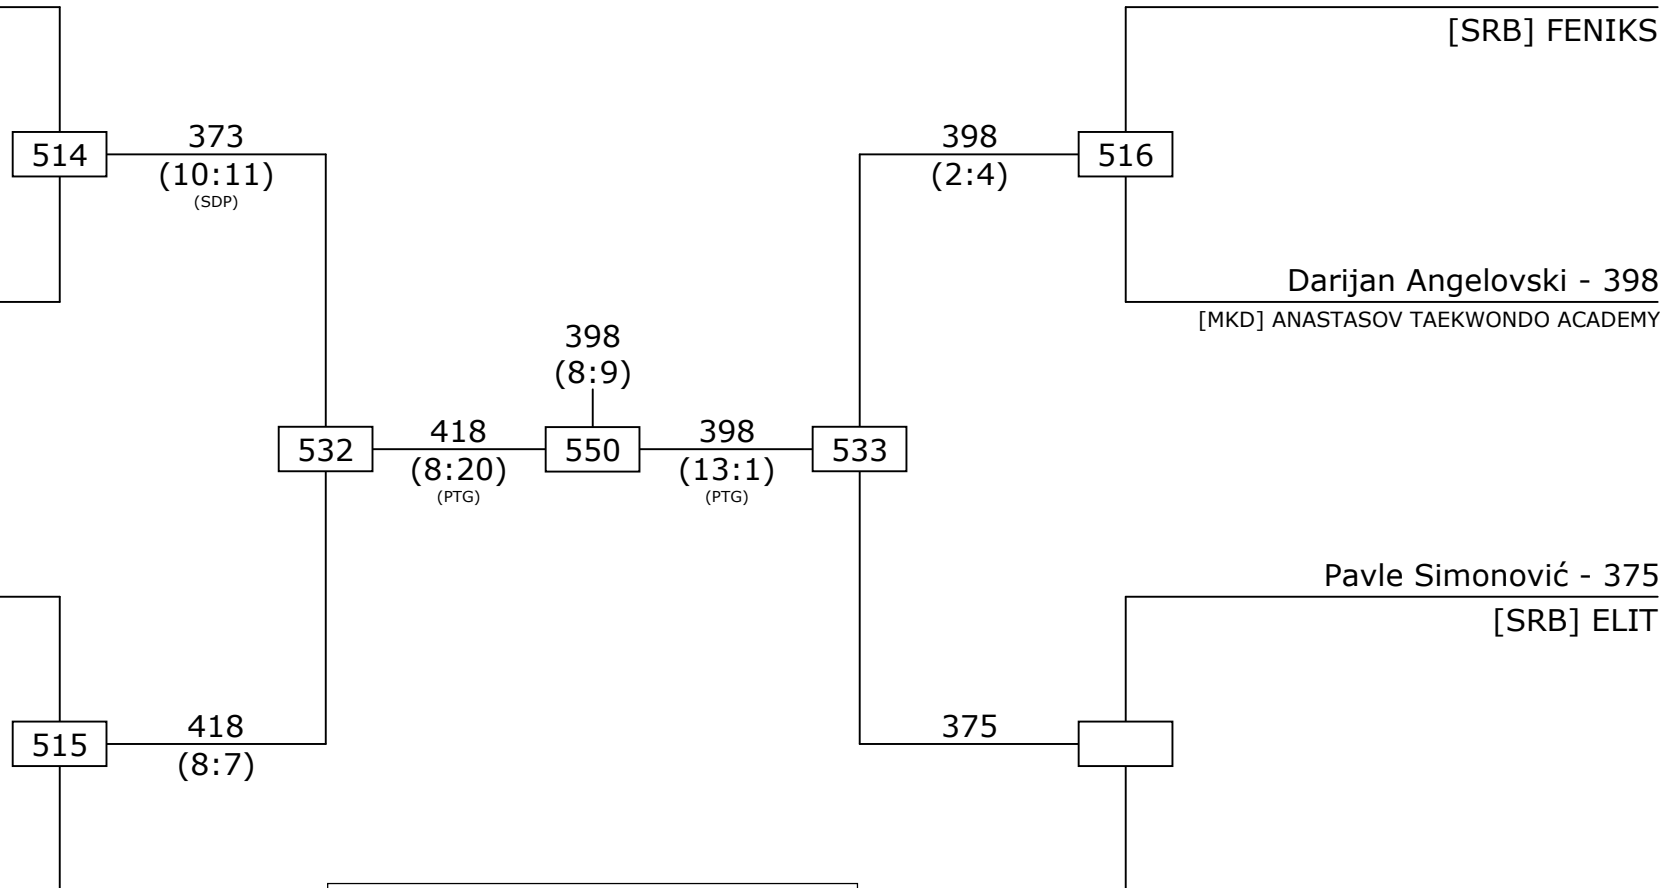 [SRB] FENIKS
514
373
(10:11)
(SDP)
398
(2:4)
516
Darijan Angelovski - 398
[MKD] ANASTASOV TAEKWONDO ACADEMY
398
(8:9)
532
418
(8:20)
(PTG)
550
398
(13:1)
(PTG)
533
Pavle Simonović - 375
[SRB] ELIT
515
418
(8:7)
375